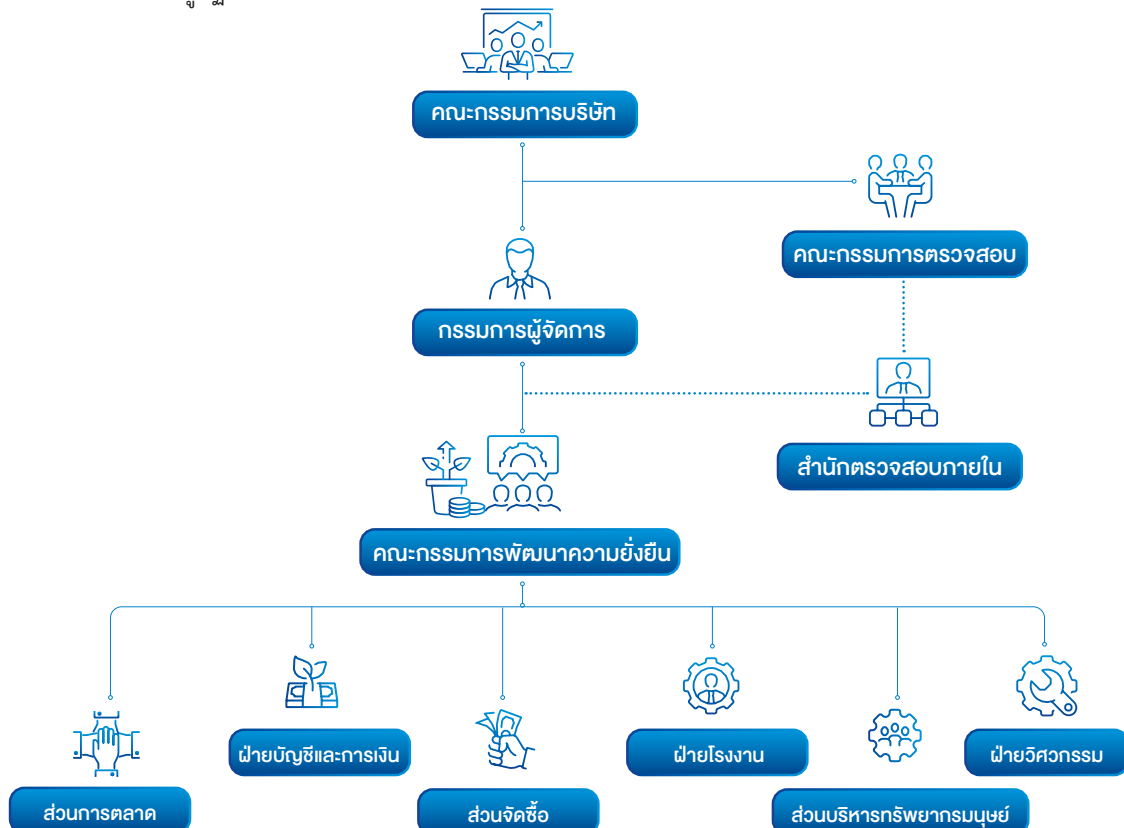 คณะกรรมการบริษัท
คณะกรรมการตรวจสอบ
กรรมการผู้จัดการ
สำนักตรวจสอบภายใน
คณะกรรมการพัฒนาความยั่งยืน
ฝ่ายบัญชีและการเงิน
ฝ่ายโรงงาน
ฝ่ายวิศวกรรม
ส่วนการตลาด
ส่วนจัดซื้อ
ส่วนบริหารทรัพยากรมนุษย์